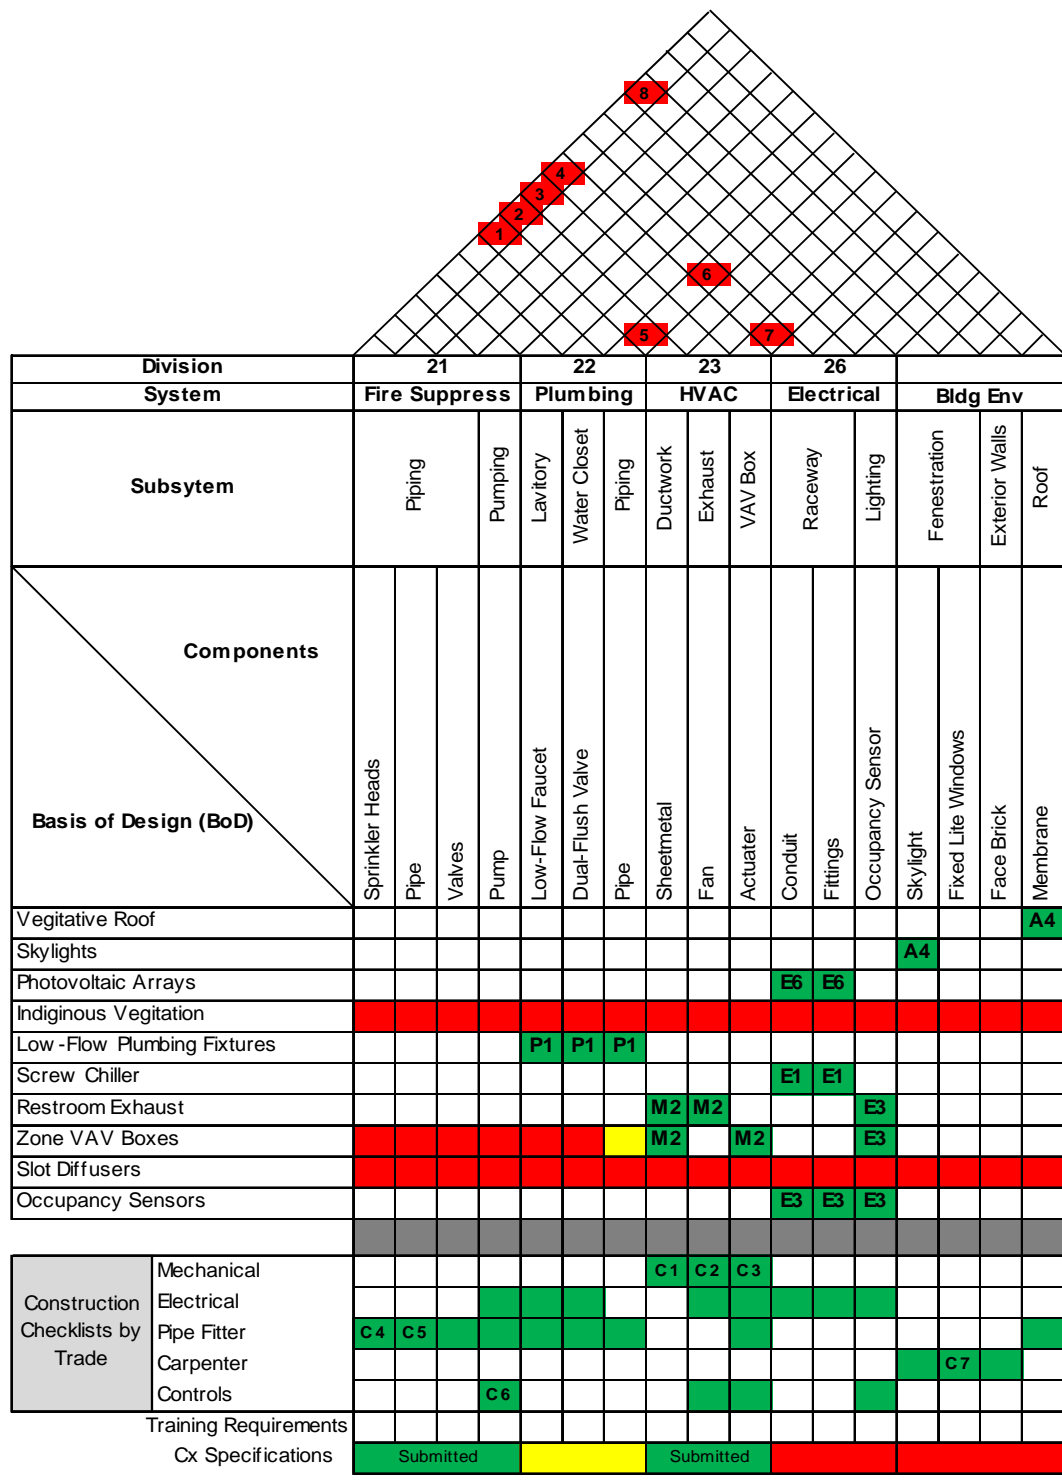 8
4
3
2
1
6
5 7
Division 21 22 23 26
System Fire Suppress Plumbing HVAC Electrical Bldg Env
Subsytem Piping Pumping Lavitory Water Closet Piping Ductwork Exhaust VAV Box Raceway Lighting Fenestration Exterior Walls Roof
Components
Basis of Design (BoD)
Sprinkler Heads Pipe Valves Pump Low-Flow Faucet Dual-Flush Valve Pipe Sheetmetal Fan Actuater Conduit Fittings Occupancy Sensor Skylight Fixed Lite Windows Face Brick Membrane
Vegitative Roof A4
Skylights A4
Photovoltaic Arrays E6 E6
Indiginous Vegitation
Low-Flow Plumbing Fixtures P1 P1 P1
Screw Chiller E1 E1
Restroom Exhaust M2 M2 E3
Zone VAV Boxes M2 M2 E3
Slot Diffusers
Occupancy Sensors E3 E3 E3
Construction
Checklists by
Trade
Mechanical C1 C2 C3
Electrical
Pipe Fitter C4 C5
Carpenter C7
Controls C6
Training Requirements
Cx Specifications Submitted Submitted